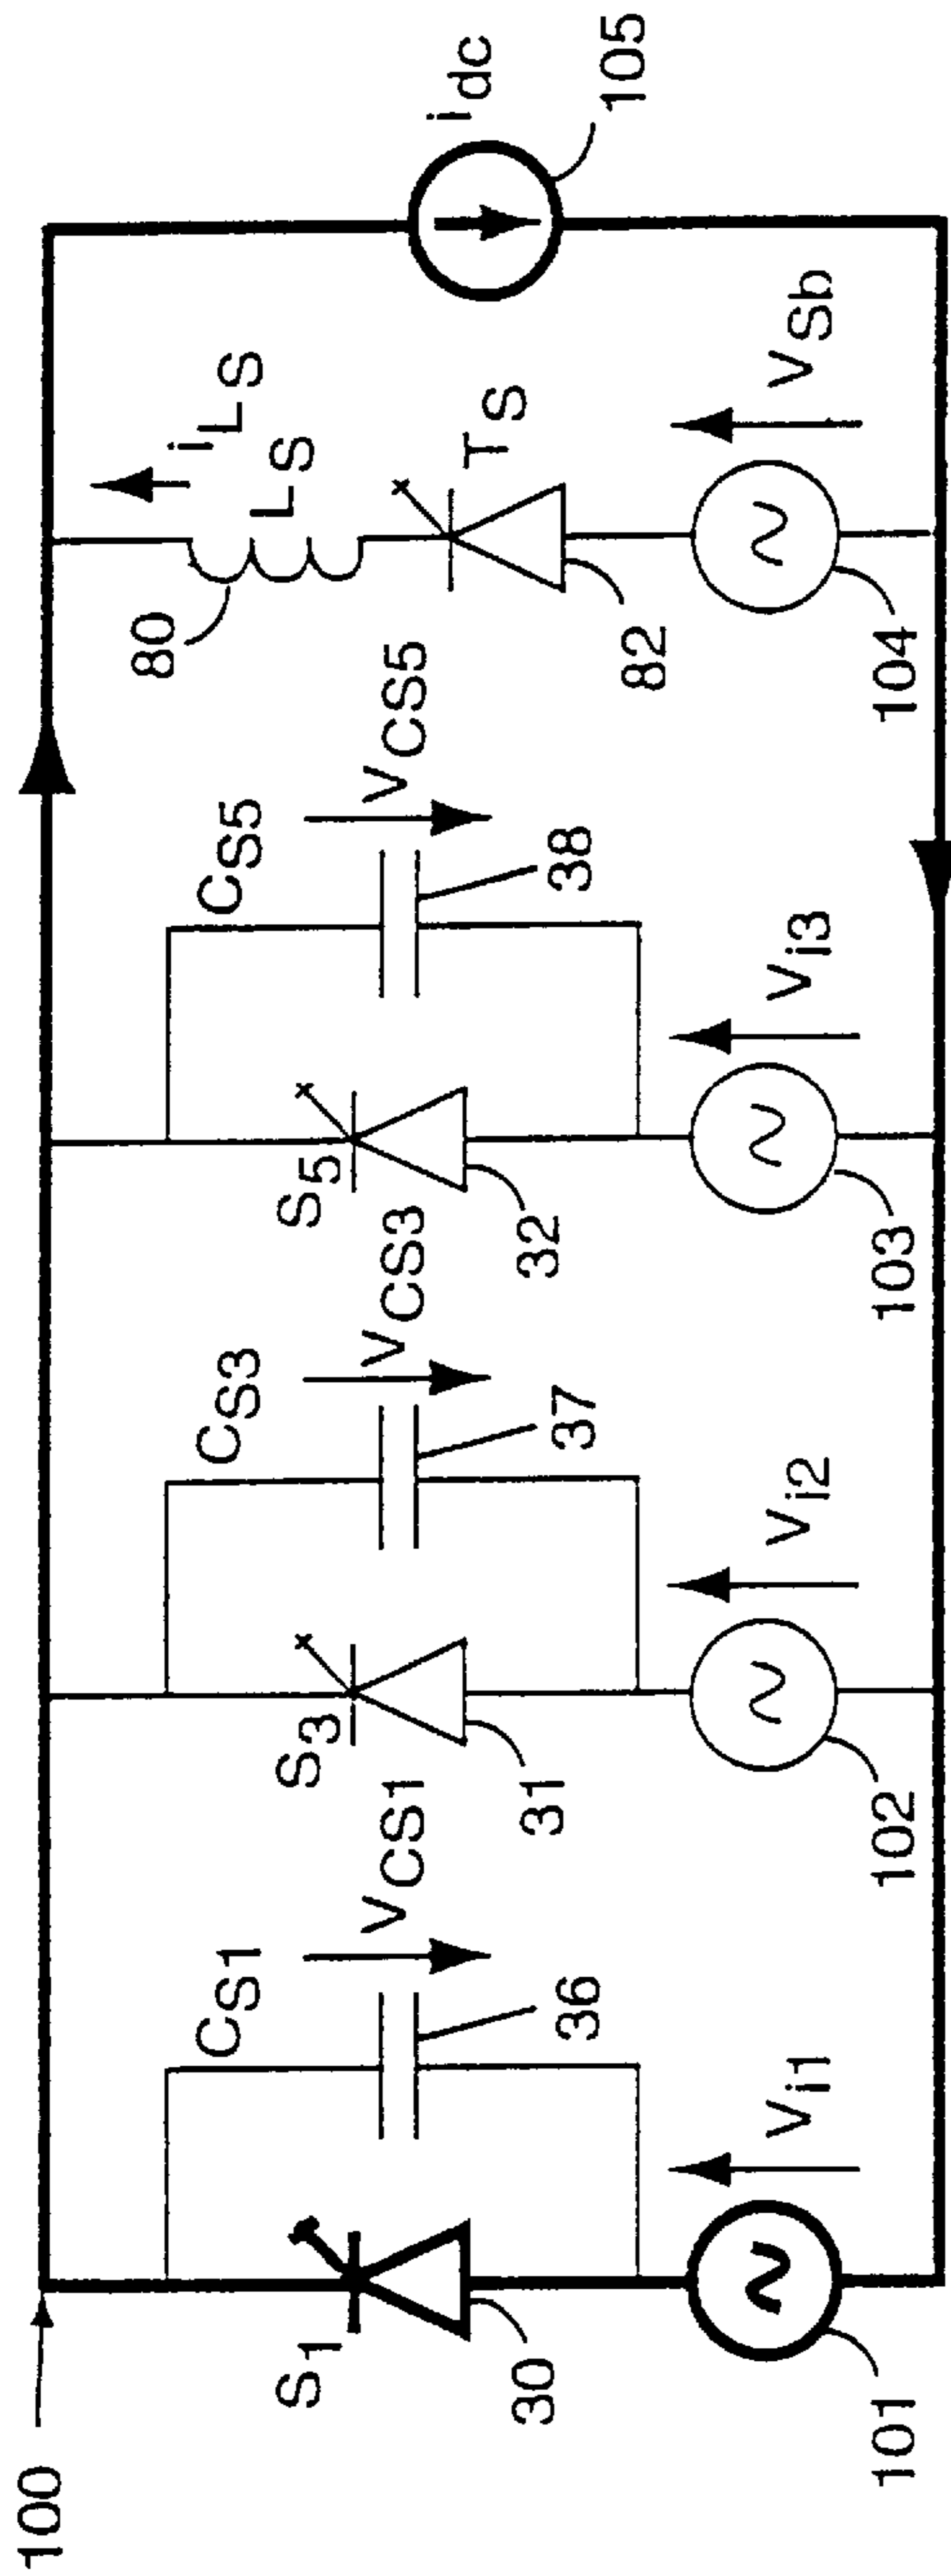 100
S1
30
101
CS1
VCS1
36
Vi1
S3
31
102
CS3
VCS3
37
Vi2
S5
32
103
CS5
VCS5
38
Vi3
80
LS
iLS
TS
82
104
VSb
idc
105